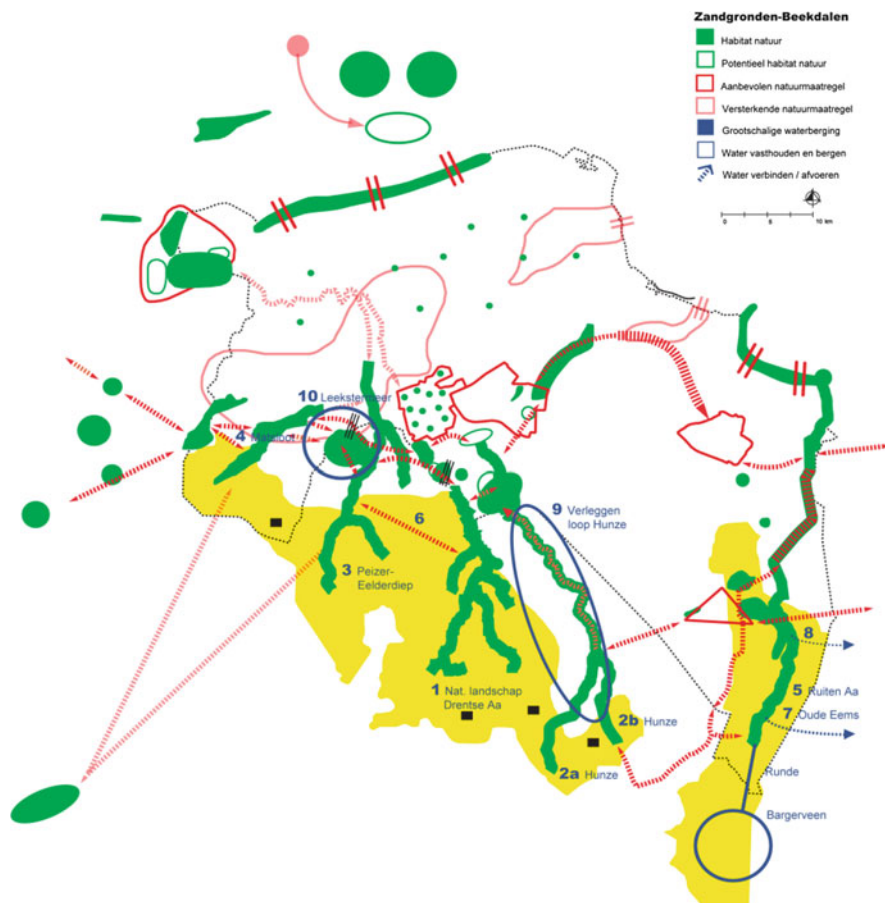 Zandgronden-Beekdalen
Habitat natuur
Potentieel habitat natuur
Aanbevolen natuurmaatregel
Versterkende natuurmaatregel
Grootschalige waterberging
Water vasthouden en bergen
Water verbinden / afvoeren
0 5 10 km
10 Leekstermeer
4 Matsloot
9 Verleggen
loop Hunze
6
3 Peizer-
Eelderdiep
8
1 Nat. landschap
Drentse Aa
5 Ruiten Aa
7 Oude Eems
2b Hunze
2a Hunze
Runde
Bargerveen